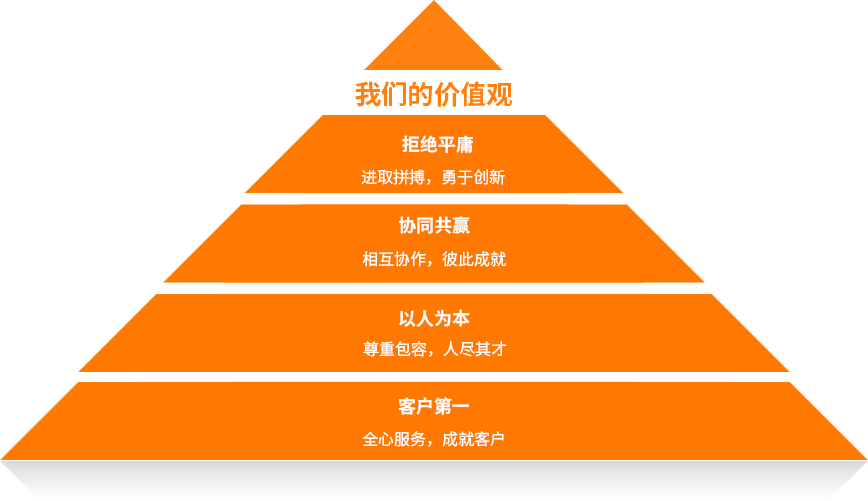 我们的价值观
拒绝平庸
进取拼搏，勇于创新
协同共赢
相互协作，彼此成就
以人为本
尊重包容，人尽其才
客户第一
全心服务，成就客户